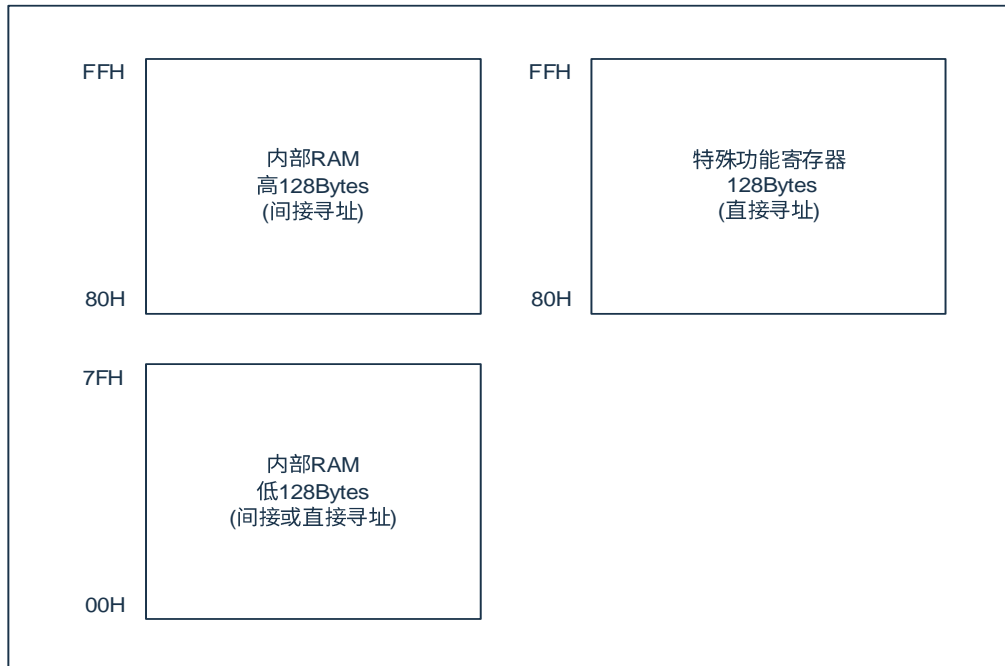 FFH
内部RAM
高128Bytes
(间接寻址)
80H
FFH
特殊功能寄存器
128Bytes
(直接寻址)
80H
7FH
内部RAM
低128Bytes
(间接或直接寻址)
00H